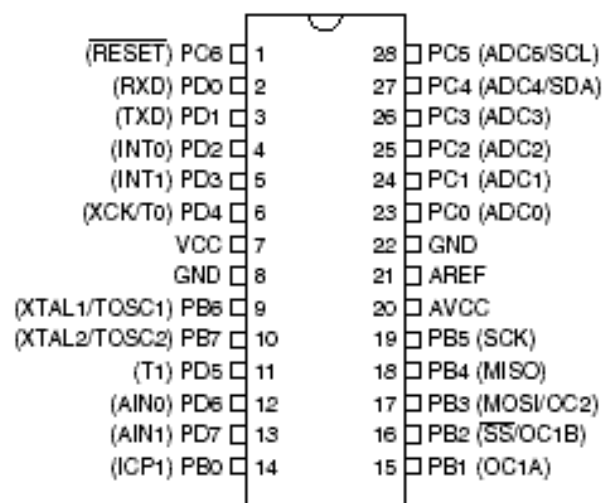 (RESET) PC6 1 28 PC5 (ADC5/SCL)
(RXD) PD0 2 27 PC4 (ADC4/SDA)
(TXD) PD1 3 26 PC3 (ADC3)
(INT0) PD2 4 25 PC2 (ADC2)
(INT1) PD3 5 24 PC1 (ADC1)
(XCK/T0) PD4 6 23 PC0 (ADC0)
VCC 7 22 GND
GND 8 21 AREF
(XTAL1/TOSC1) PB6 9 20 AVCC
(XTAL2/TOSC2) PB7 10 19 PB5 (SCK)
(T1) PD5 11 18 PB4 (MISO)
(AIN0) PD6 12 17 PB3 (MOSI/OC2)
(AIN1) PD7 13 16 PB2 (SS/OC1B)
(ICP1) PB0 14 15 PB1 (OC1A)